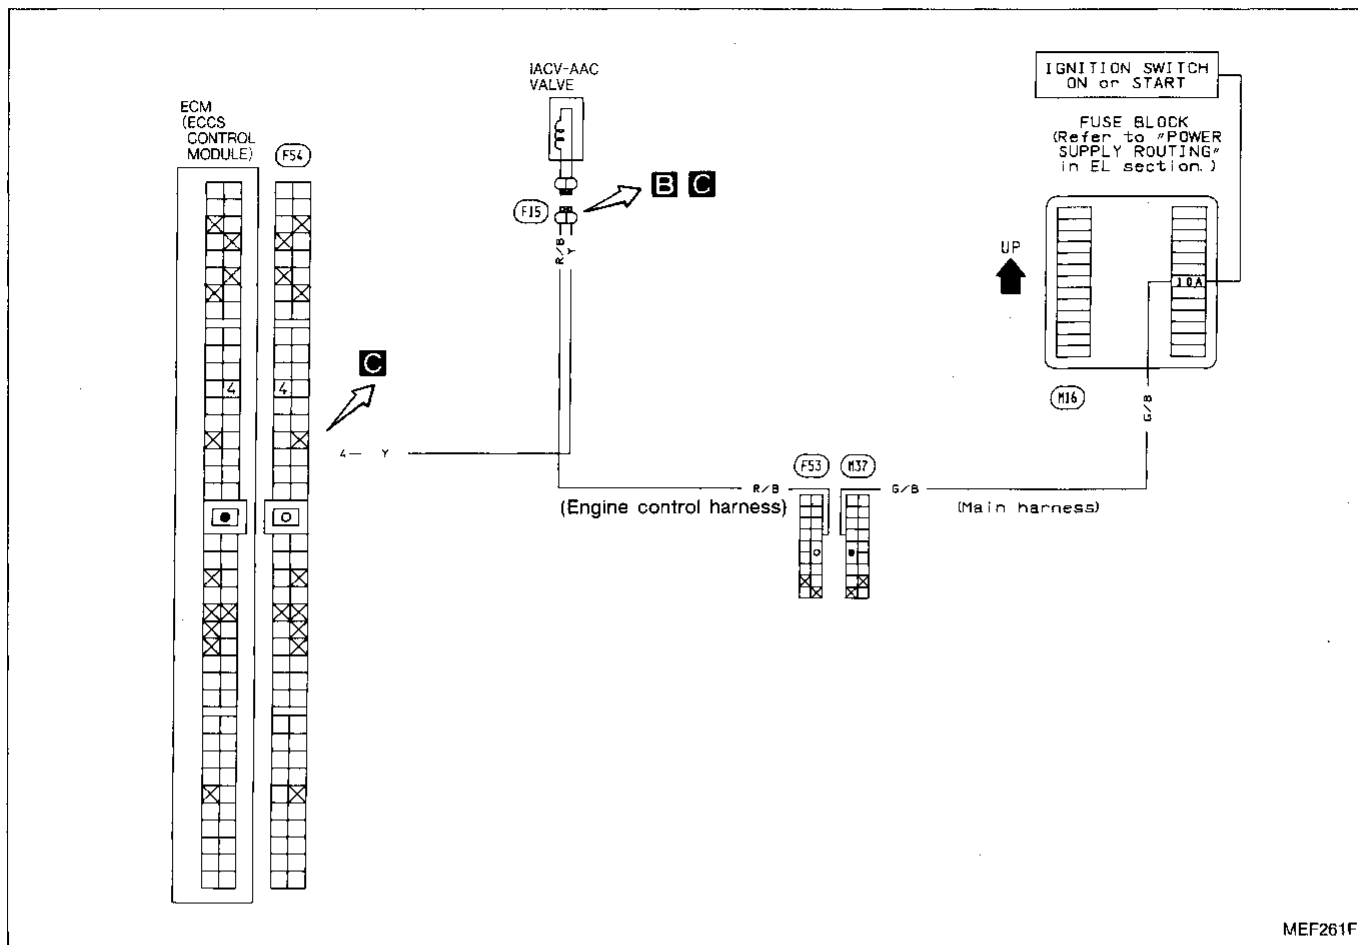 IACV-AAC
VALVE
IGNITION SWITCH
ON or START
ECM
(ECCS
CONTROL
MODULE)
F54
FUSE BLOCK
(Refer to "POWER
SUPPLY ROUTING"
in EL section.)
B C
F15
R/B
Y
UP
10A
C
4 4
M16
G/B
4 Y
F53 M37
R/B G/B
(Engine control harness) (Main harness)
MEF261F